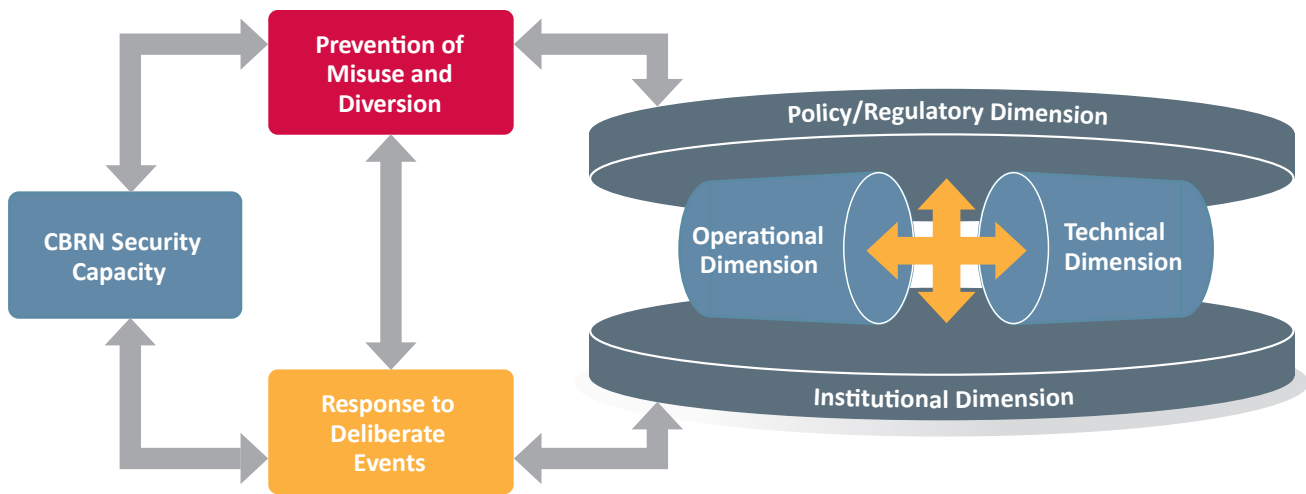 Prevention of
Misuse and
Diversion
Policy/Regulatory Dimension
CBRN Security
Capacity
Operational
Dimension
Technical
Dimension
Response to
Deliberate
Events
Institutional Dimension